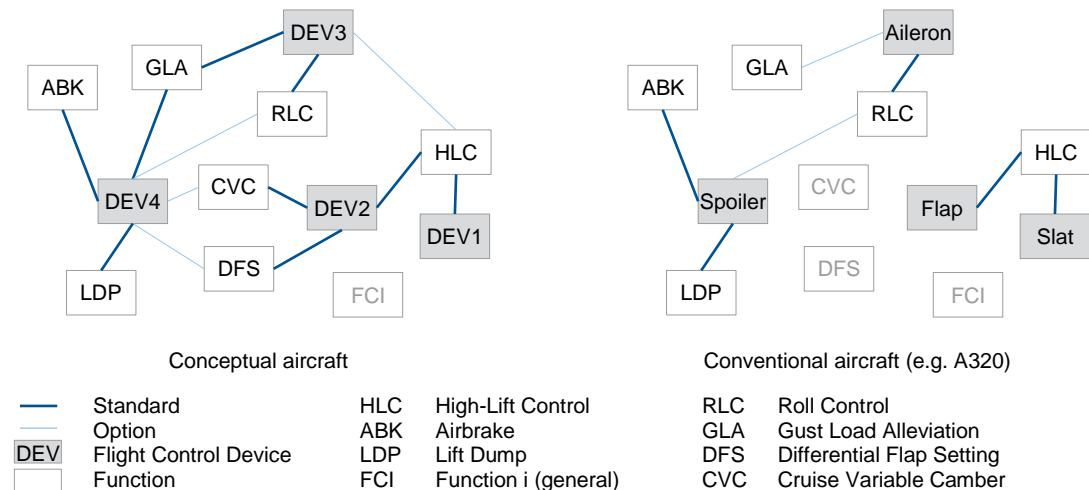 DEV3
Aileron
GLA
GLA
ABK
ABK
RLC
RLC
HLC
HLC
CVC
CVC
DEV4
DEV2
Spoiler
Flap
DEV1
Slat
DFS
DFS
LDP
FCI
LDP
FCI
Conceptual aircraft
Conventional aircraft (e.g. A320)
Standard HLC High-Lift Control RLC Roll Control
Option ABK Airbrake GLA Gust Load Alleviation
DEV Flight Control Device LDP Lift Dump DFS Differential Flap Setting
Function FCI Function i (general) CVC Cruise Variable Camber